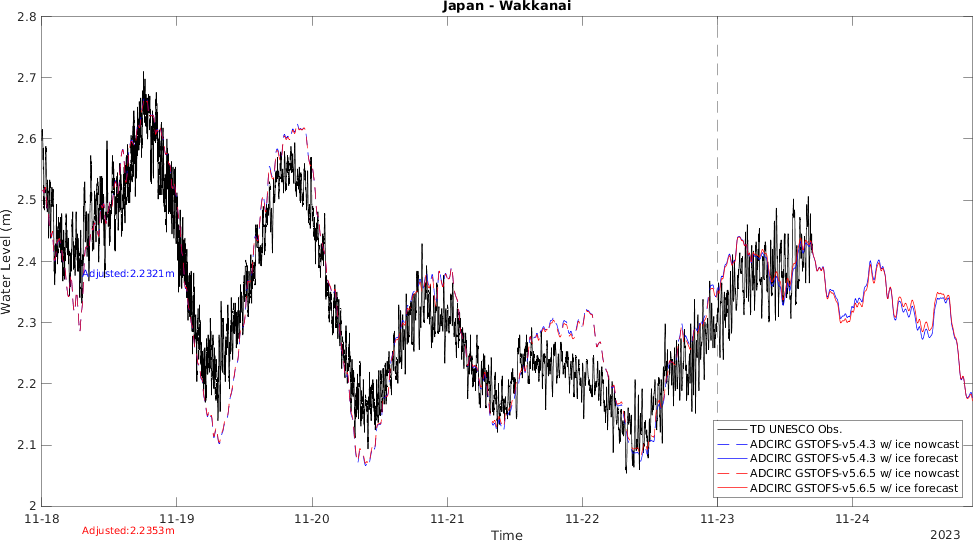 Japan - Wakkanai
2.8
2.7
2.6
2.5
2.4
2.3
2.2
2.1
2
Water Level (m)
Adjusted:2.2321m
TD UNESCO Obs.
ADCIRC GSTOFS-v5.4.3 w/ ice nowcast
ADCIRC GSTOFS-v5.4.3 w/ ice forecast
ADCIRC GSTOFS-v5.6.5 w/ ice nowcast
ADCIRC GSTOFS-v5.6.5 w/ ice forecast
11-18
11-19
11-20
11-21
11-22
11-23
11-24
Adjusted:2.2353m
Time
2023